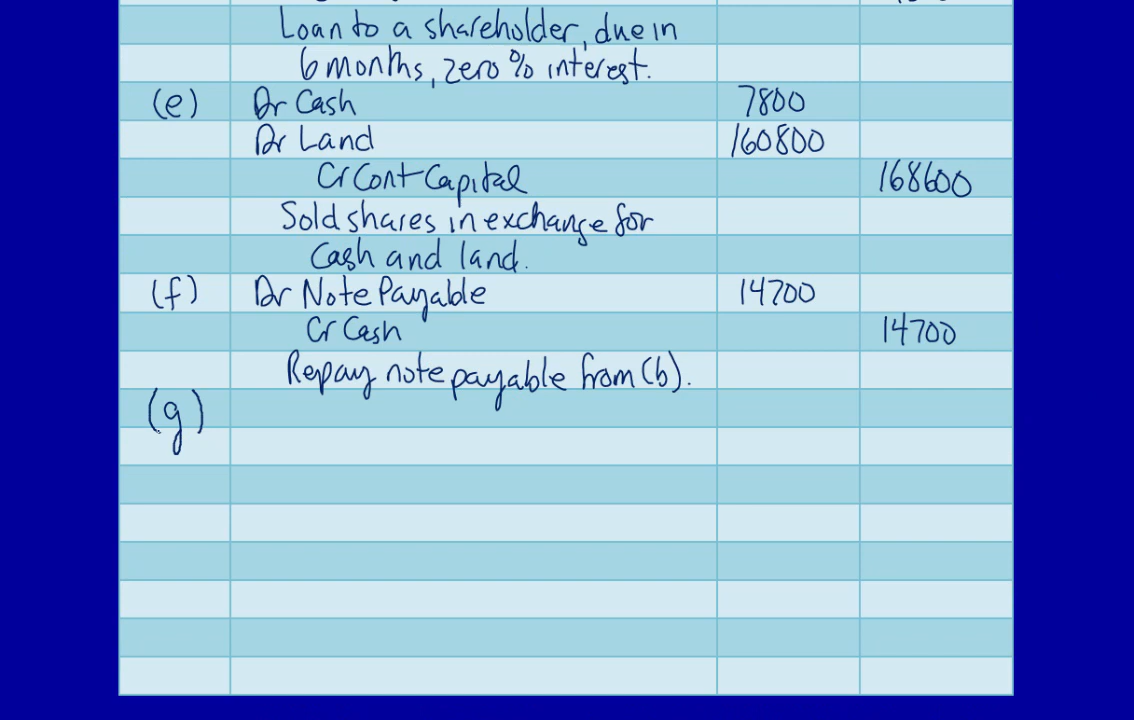 Loan to a shareholder, due in
6 months, zero % interest.
(e) Dr Cash 7800
Dr Land 160800
Cr Cont Capital 168600
Sold shares in exchange for
Cash and land.
(f) Dr Note Payable 14700
Cr Cash 14700
Repay note payable from (b).
(g)